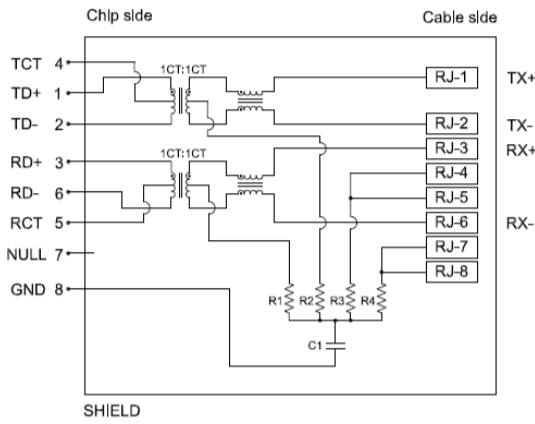 Chip side
Cable side
TCT 4
1CT:1CT
RJ-1 TX+
TD+ 1
TD- 2
RJ-2 TX-
RD+ 3
1CT:1CT
RJ-3 RX+
RJ-4
RD- 6
RJ-5
RCT 5
RJ-6 RX-
NULL 7
RJ-7
RJ-8
GND 8
R1 R2 R3 R4
C1
SHIELD